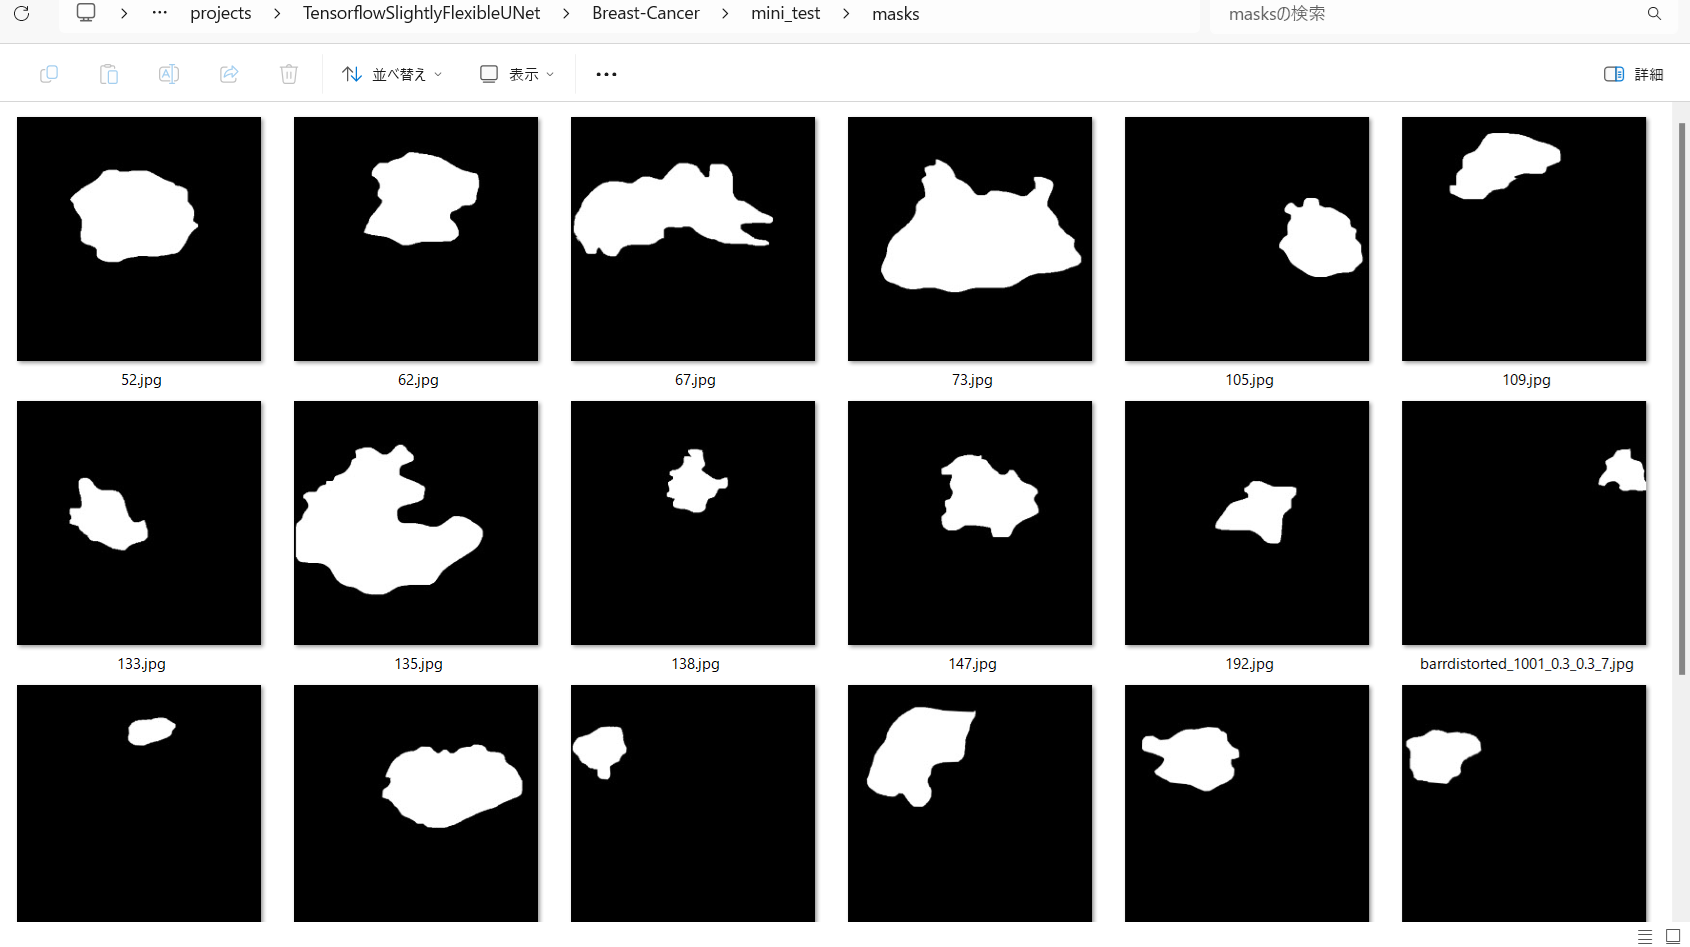 projects > TensorflowSlightlyFlexibleUNet > Breast-Cancer > mini_test > masks
masksの検索
並べ替え
表示
詳細
52.jpg
62.jpg
67.jpg
73.jpg
105.jpg
109.jpg
133.jpg
135.jpg
138.jpg
147.jpg
192.jpg
barrdistorted_1001_0.3_0.3_7.jpg